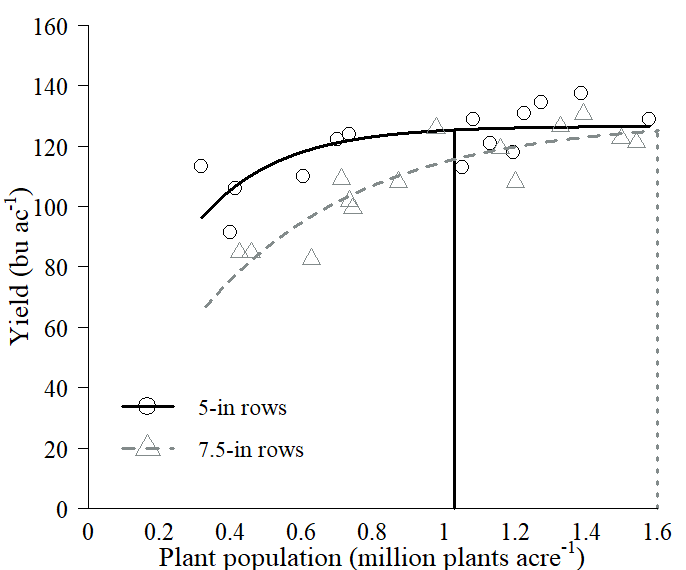 160
140
120
100
80
60
40
20
0
Yield (bu ac⁻¹)
5-in rows
7.5-in rows
0 0.2 0.4 0.6 0.8 1 1.2 1.4 1.6
Plant population (million plants acre⁻¹)